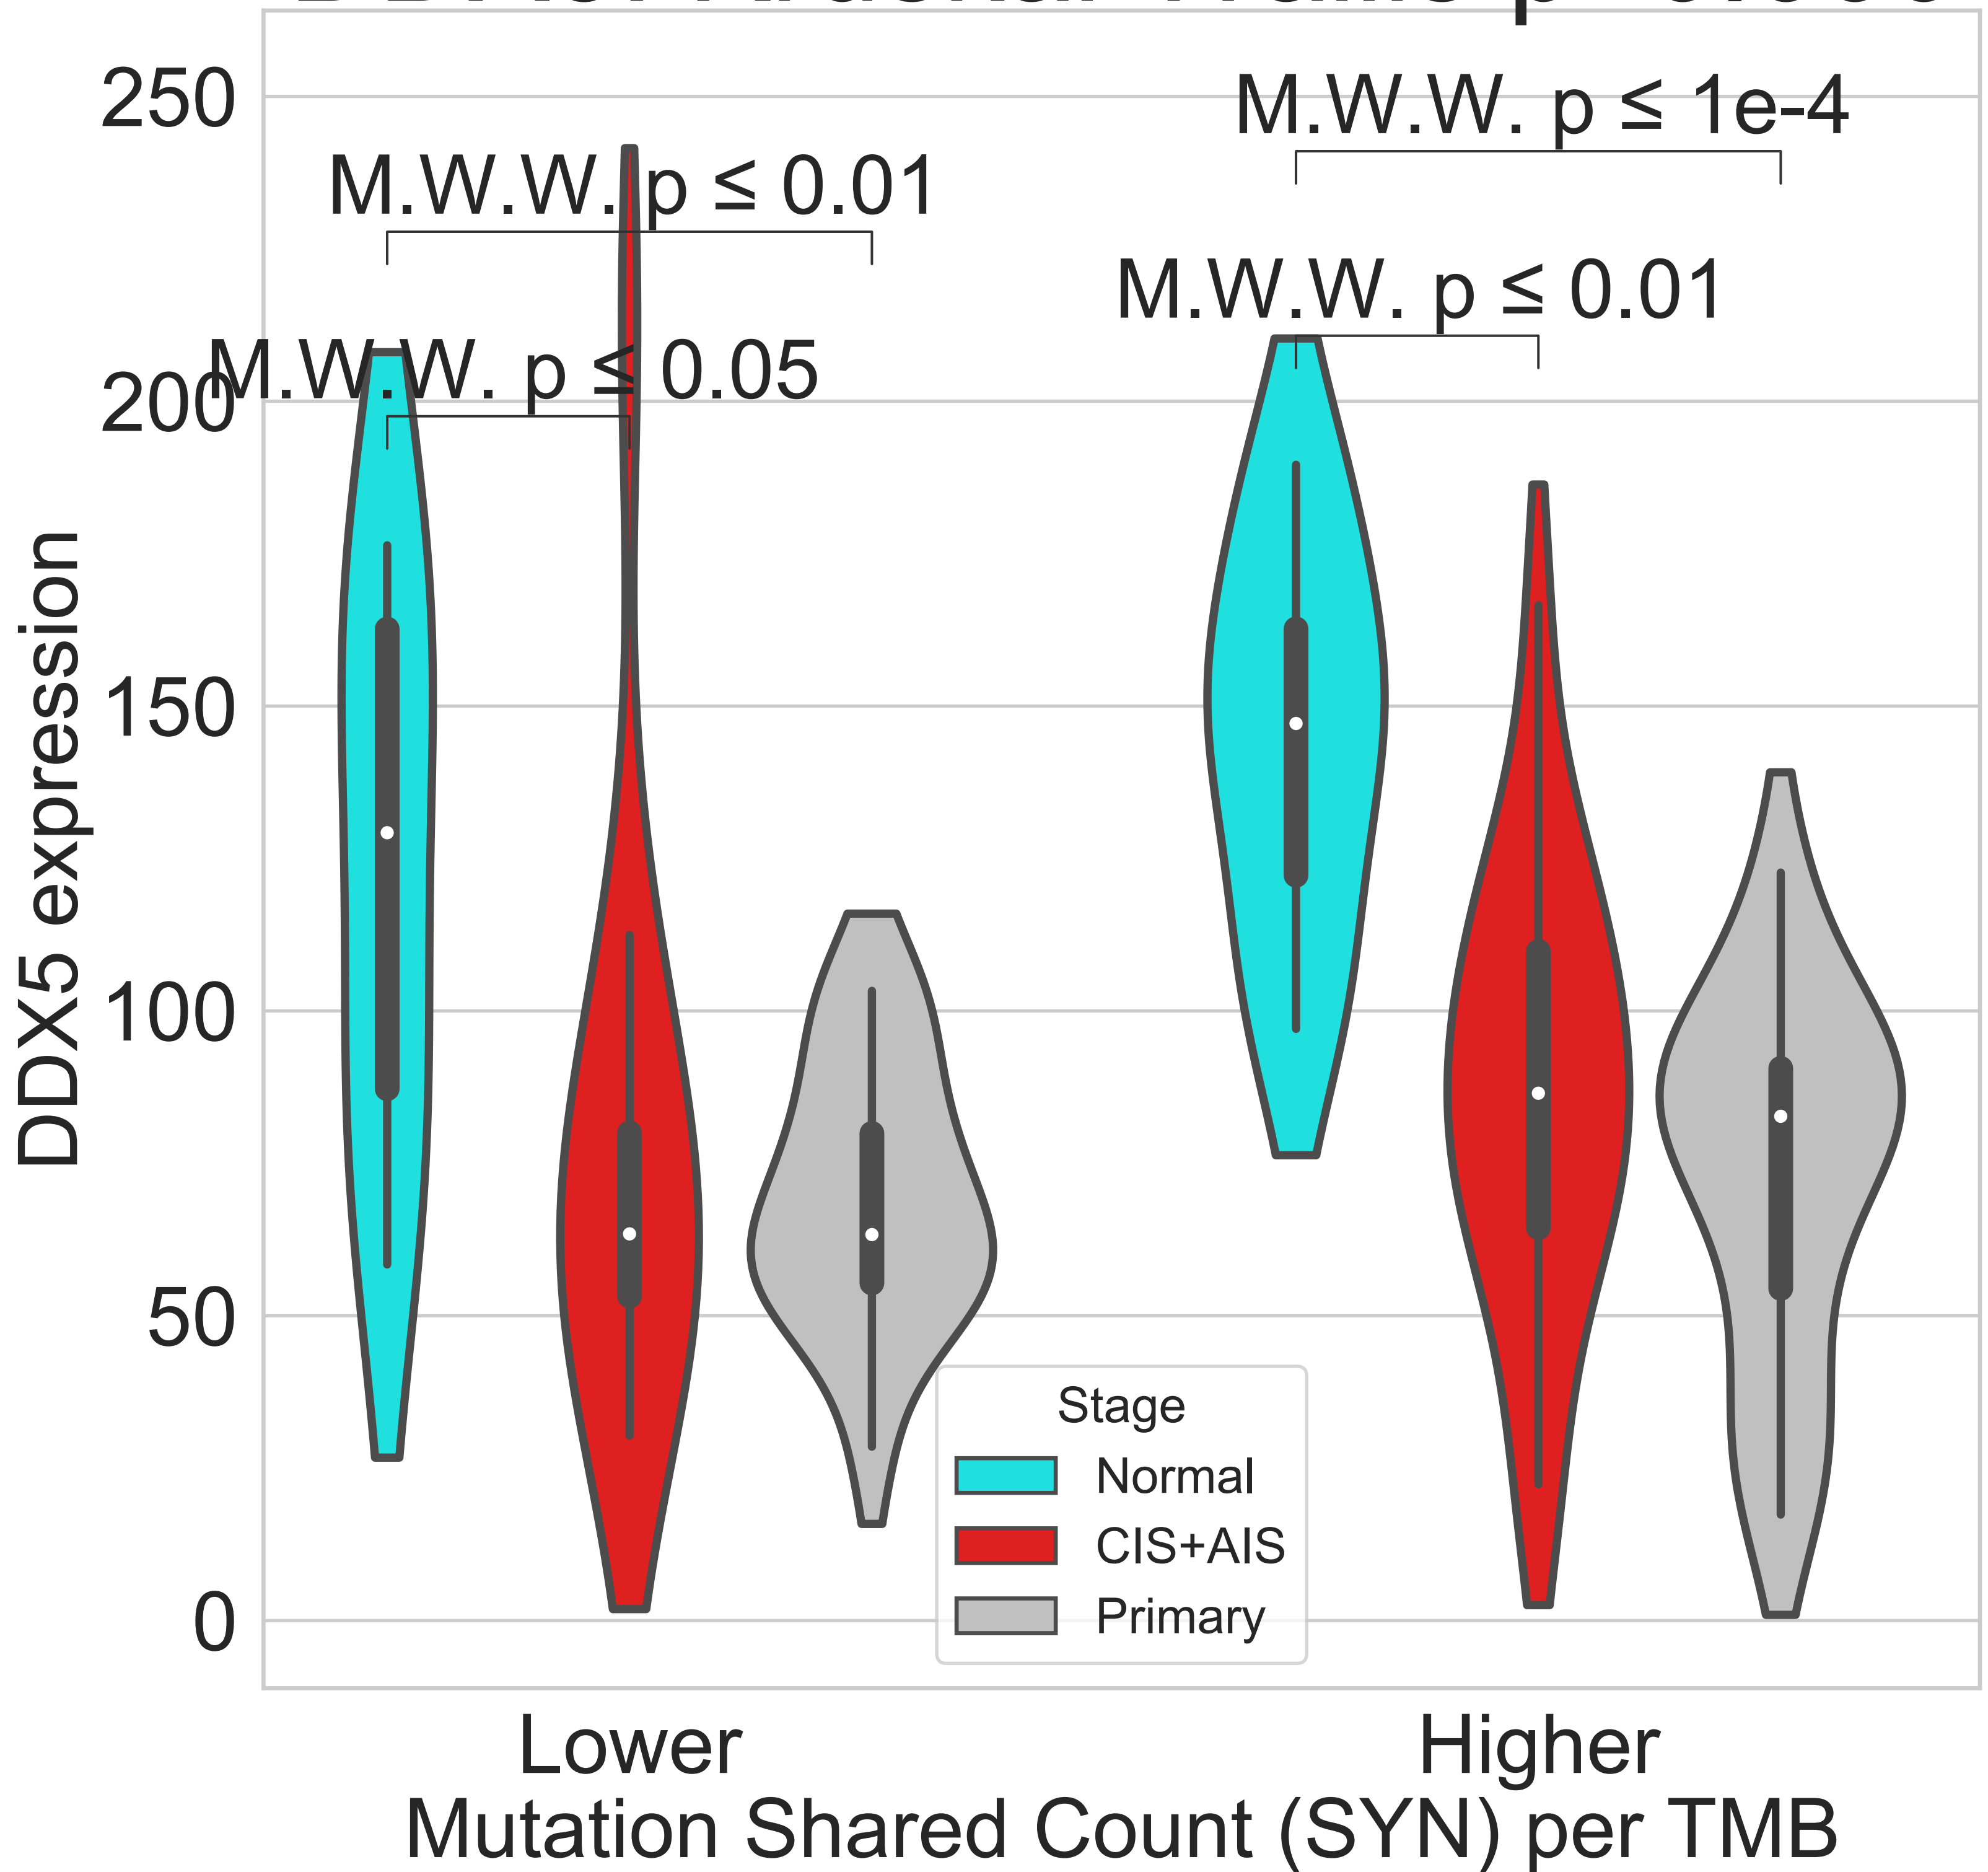 250
M.W.W. p ≤ 1e-4
M.W.W. p ≤ 0.01
M.W.W. p ≤ 0.01
M.W.W. p ≤ 0.05
200
150
100
50
0
DDX5 expression
Stage
Normal
CIS+AIS
Primary
Lower
Higher
Mutation Shared Count (SYN) per TMB